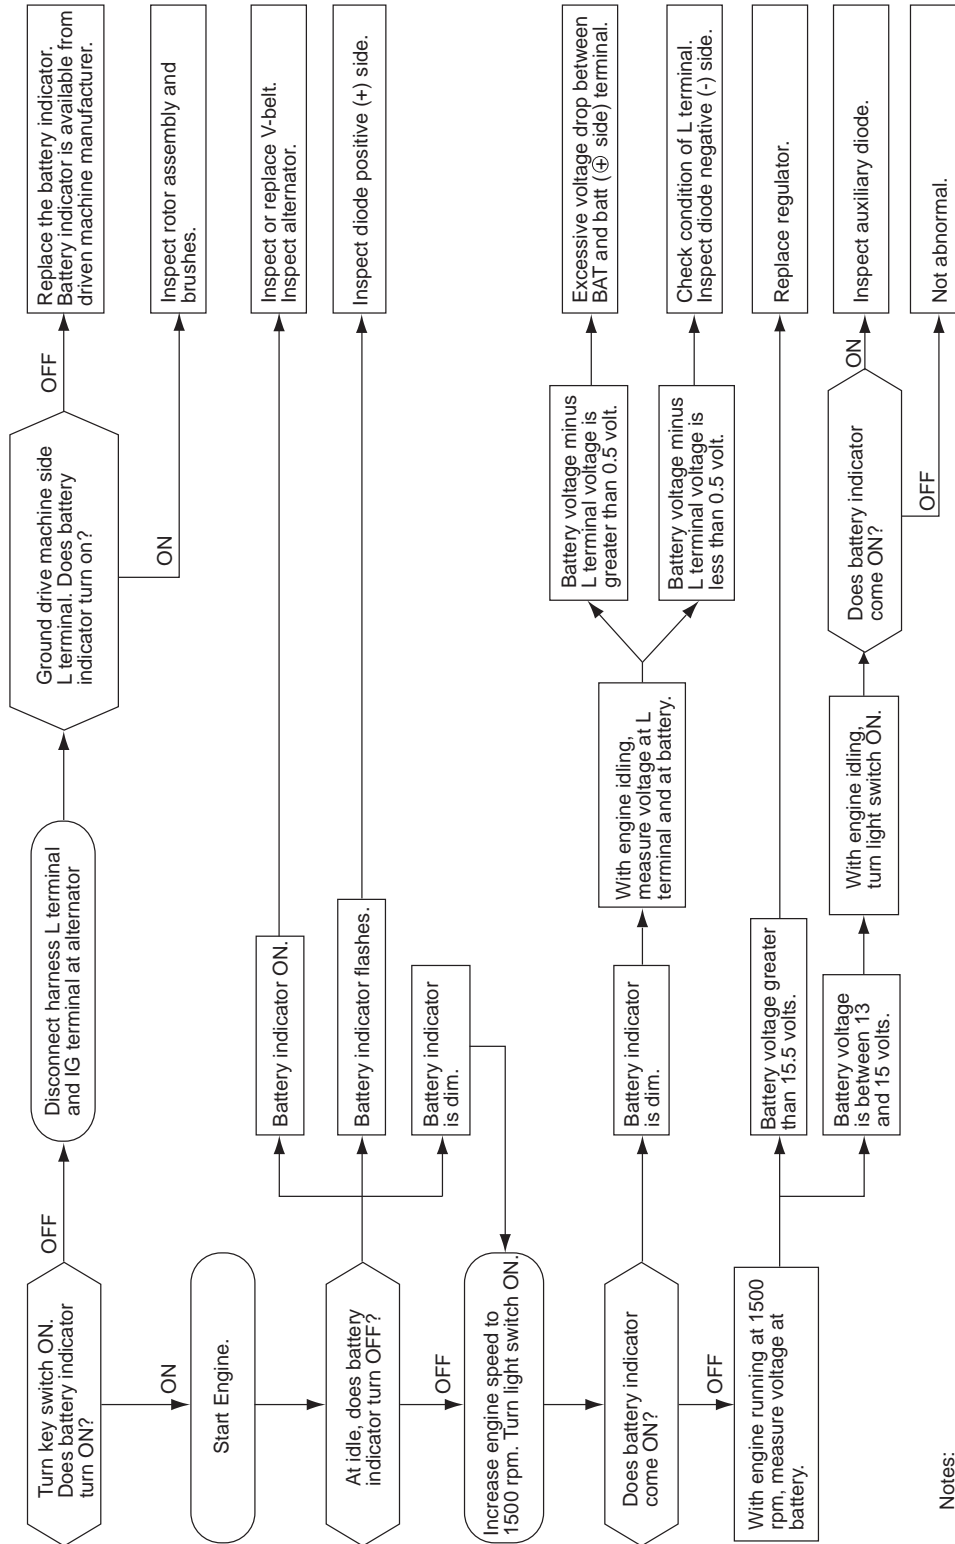 Turn key switch ON.
Does battery indicator
turn ON?
OFF
Disconnect harness L terminal
and IG terminal at alternator
Ground drive machine side
L terminal. Does battery
indicator turn on?
OFF
Replace the battery indicator.
Battery indicator is available from
driven machine manufacturer.
ON
Inspect rotor assembly and
brushes.
ON
Start Engine.
At idle, does battery
indicator turn OFF?
Battery indicator ON.
Inspect or replace V-belt.
Inspect alternator.
Battery indicator flashes.
Inspect diode positive (+) side.
Battery indicator
is dim.
OFF
Increase engine speed to
1500 rpm. Turn light switch ON.
Does battery indicator
come ON?
Battery indicator
is dim.
With engine idling,
measure voltage at L
terminal and at battery.
Battery voltage minus
L terminal voltage is
greater than 0.5 volt.
Excessive voltage drop between
BAT and batt (⊕ side) terminal.
Battery voltage minus
L terminal voltage is
less than 0.5 volt.
Check condition of L terminal.
Inspect diode negative (-) side.
OFF
With engine running at 1500
rpm, measure voltage at
battery.
Battery voltage greater
than 15.5 volts.
Replace regulator.
Battery voltage
is between 13
and 15 volts.
With engine idling,
turn light switch ON.
Does battery indicator
come ON?
ON
Inspect auxiliary diode.
OFF
Not abnormal.
Notes: